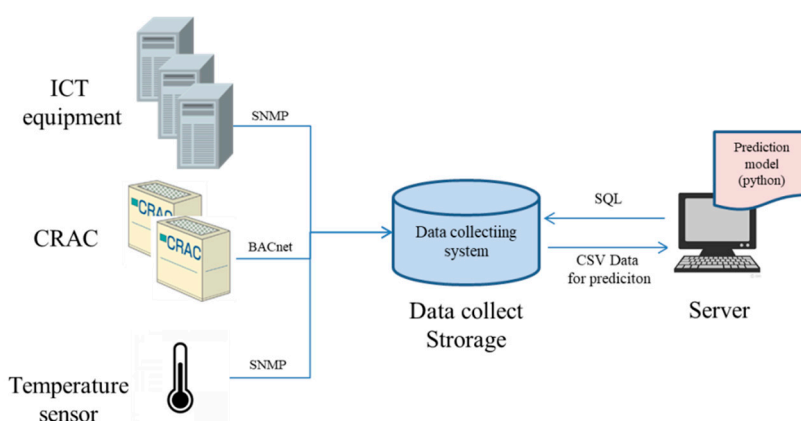 ICT
equipment
SNMP
CRAC
CRAC
CRAC
BACnet
Temperature
sensor
SNMP
Data collectiing
system
Data collect
Strorage
SQL
CSV Data
for prediciton
Prediction
model
(python)
Server